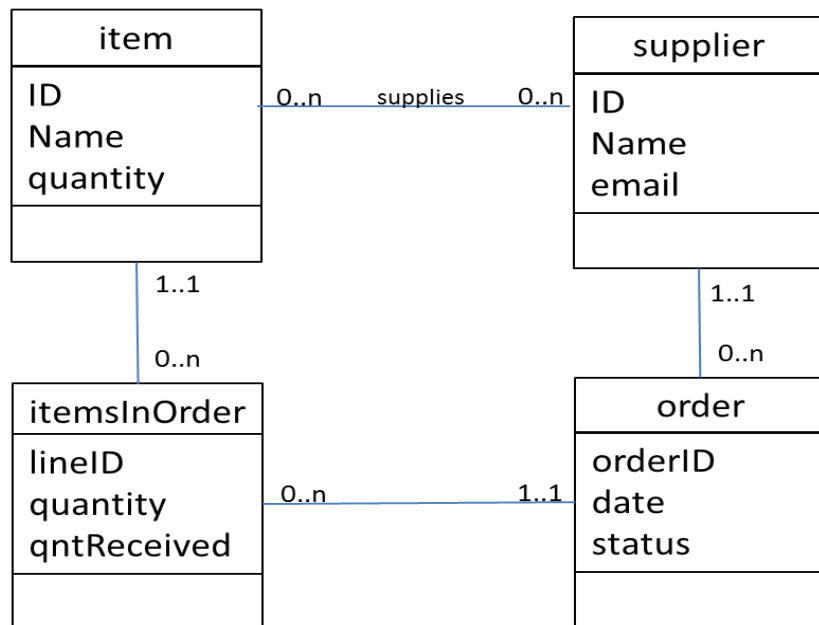 item
ID
Name
quantity
0..n supplies 0..n
supplier
ID
Name
email
1..1
0..n
1..1
0..n
itemsInOrder
lineID
quantity
qntReceived
0..n 1..1
order
orderID
date
status